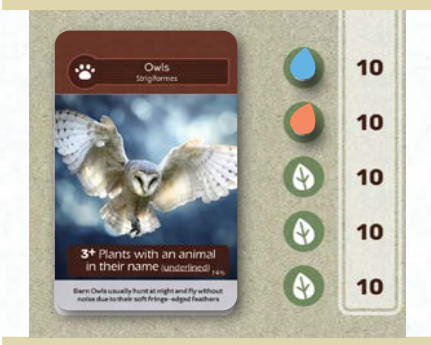 Owls
Strigiformes
10
10
10
10
10
3+ Plants with an animal
in their name (underlined)
Barn Owls usually hunt at night and fly without
noise due to their soft fringe-edged feathers